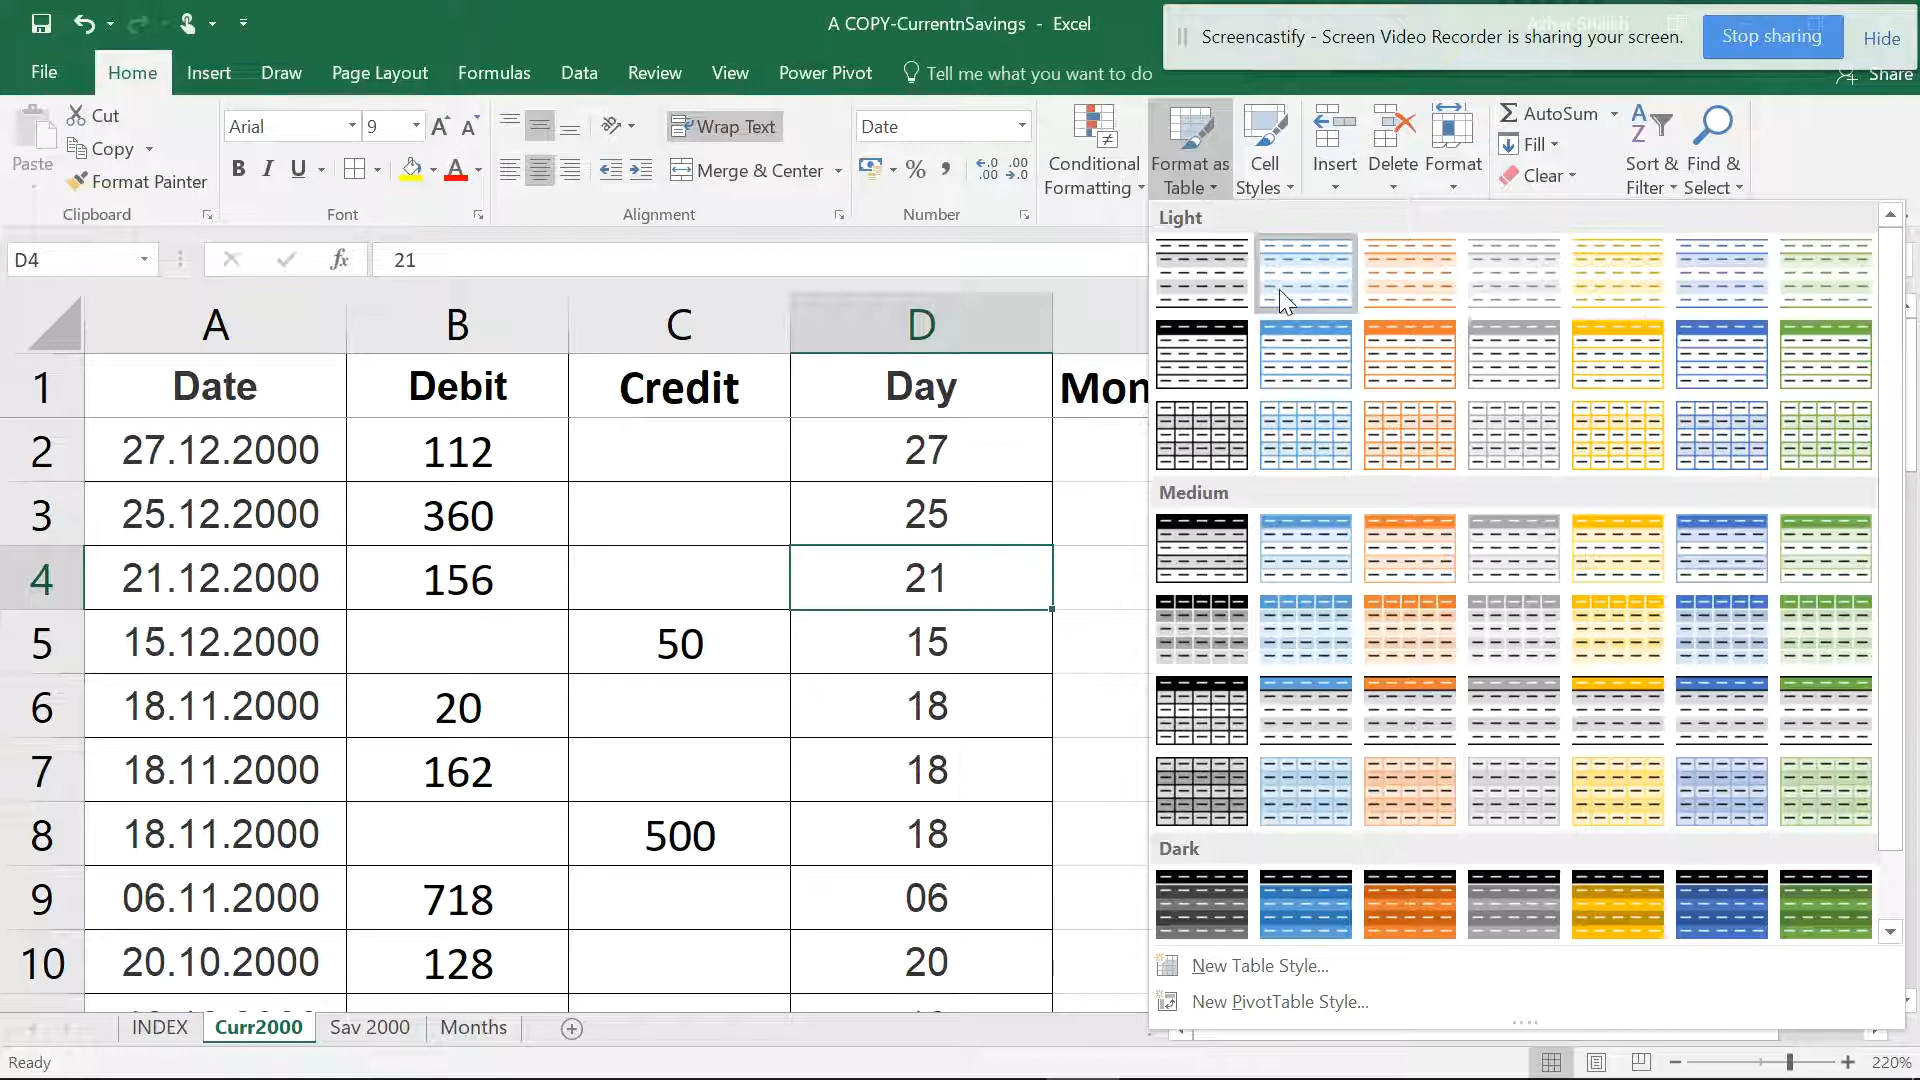 A COPY-CurrentnSavings - Excel
Screencastify - Screen Video Recorder is sharing your screen.
Stop sharing
Hide
File
Home
Insert
Draw
Page Layout
Formulas
Data
Review
View
Power Pivot
Tell me what you want to do
Share
Paste
Cut
Copy
Format Painter
Clipboard
Arial
9
B I U
Font
Wrap Text
Merge & Center
Alignment
Date
Number
Conditional Formatting
Format as Table
Cell Styles
Insert
Delete
Format
AutoSum
Fill
Clear
Sort & Filter
Find & Select
D4
fx
21
A B C D
1 Date Debit Credit Day Mon
2 27.12.2000 112 27
3 25.12.2000 360 25
4 21.12.2000 156 21
5 15.12.2000 50 15
6 18.11.2000 20 18
7 18.11.2000 162 18
8 18.11.2000 500 18
9 06.11.2000 718 06
10 20.10.2000 128 20
Light
Medium
Dark
New Table Style...
New PivotTable Style...
INDEX
Curr2000
Sav 2000
Months
Ready
220%